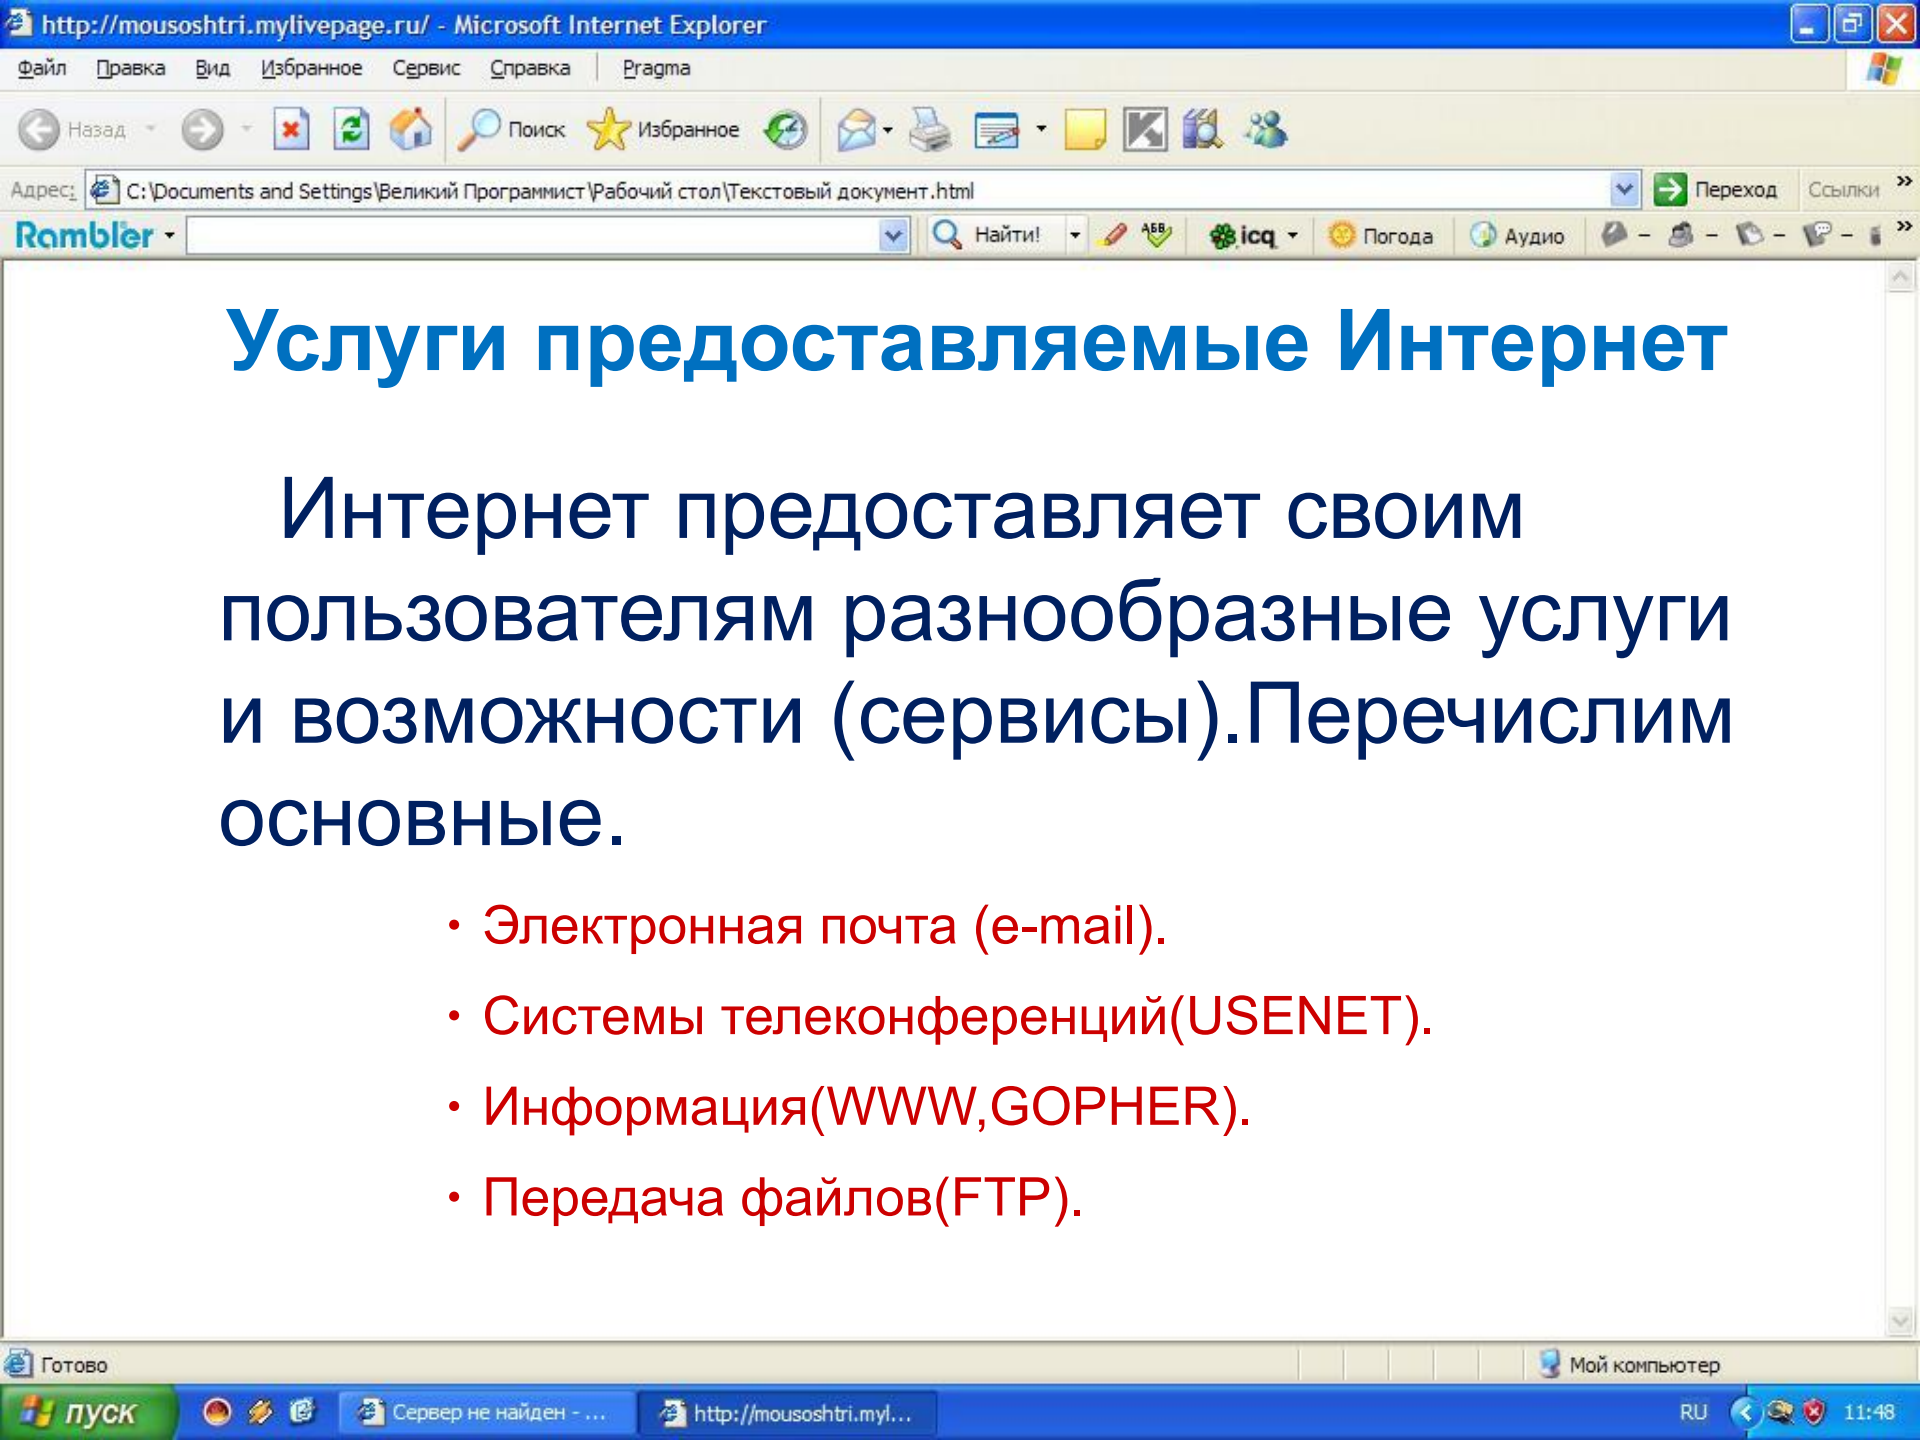 http://mousoshtri.mylivepage.ru/ - Microsoft Internet Explorer
Файл Правка Вид Избранное Сервис Справка Pragma
Назад Поиск Избранное
Адрес: C:\Documents and Settings\Великий Программист\Рабочий стол\Текстовый документ.html Переход Ссылки »
Rambler Найти! АБВ icq Погода Аудио »
Услуги предоставляемые Интернет
Интернет предоставляет своим
пользователям разнообразные услуги
и возможности (сервисы).Перечислим
основные.
• Электронная почта (e-mail).
• Системы телеконференций(USENET).
• Информация(WWW,GOPHER).
• Передача файлов(FTP).
Готово Мой компьютер
пуск Сервер не найден - ... http://mousoshtri.myl... RU 11:48